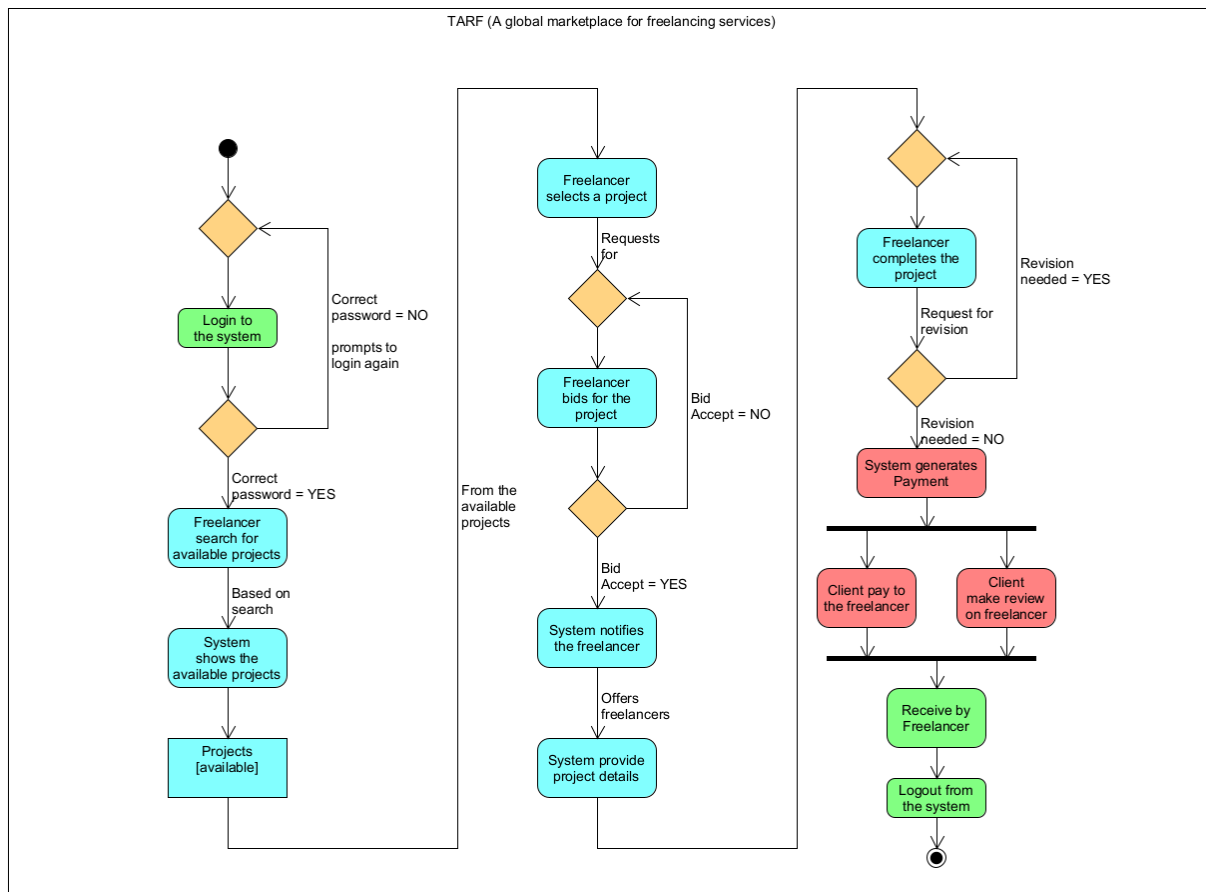 TARF (A global marketplace for freelancing services)
Login to
the system
Correct
password = NO
prompts to
login again
Correct
password = YES
Freelancer
search for
available projects
Based on
search
System
shows the
available projects
Projects
[available]
From the
available
projects
Freelancer
selects a project
Requests
for
Freelancer
bids for the
project
Bid
Accept = NO
Bid
Accept = YES
System notifies
the freelancer
Offers
freelancers
System provide
project details
Freelancer
completes the
project
Revision
needed = YES
Request for
revision
Revision
needed = NO
System generates
Payment
Client pay to
the freelancer
Client
make review
on freelancer
Receive by
Freelancer
Logout from
the system